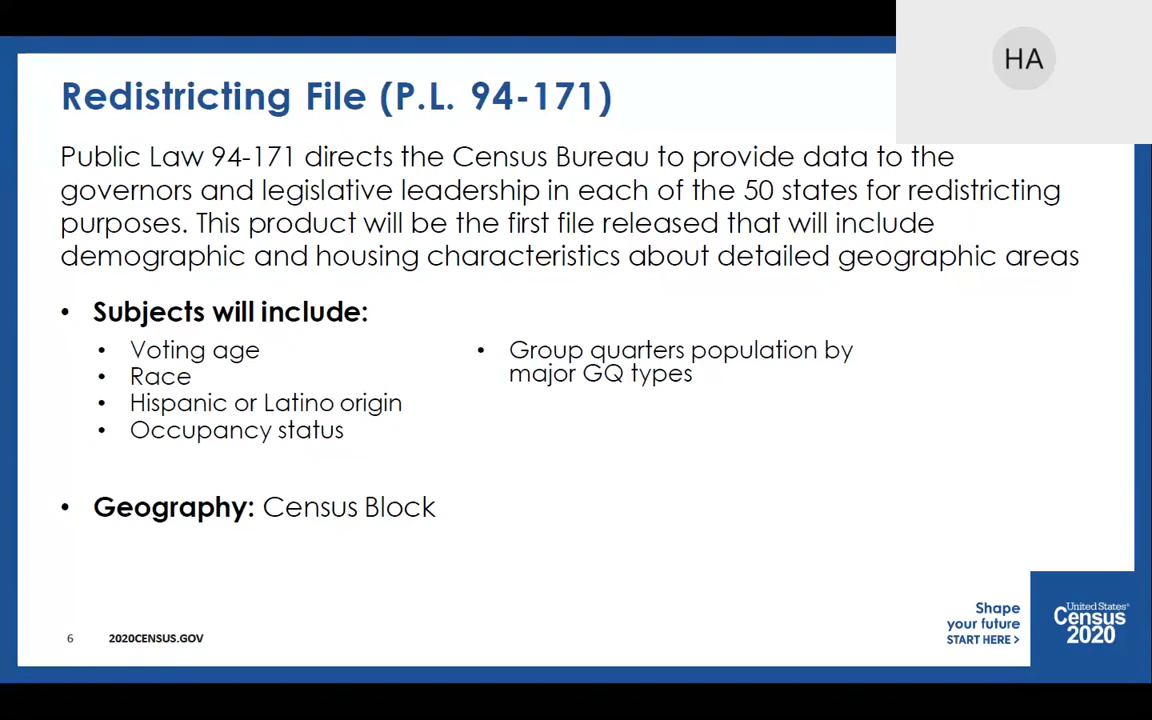 HA
Redistricting File (P.L. 94-171)
Public Law 94-171 directs the Census Bureau to provide data to the
governors and legislative leadership in each of the 50 states for redistricting
purposes. This product will be the first file released that will include
demographic and housing characteristics about detailed geographic areas
• Subjects will include:
• Voting age
• Race
• Hispanic or Latino origin
• Occupancy status
• Group quarters population by
major GQ types
• Geography: Census Block
6 2020CENSUS.GOV
Shape
your future
START HERE >
United States®
Census
2020